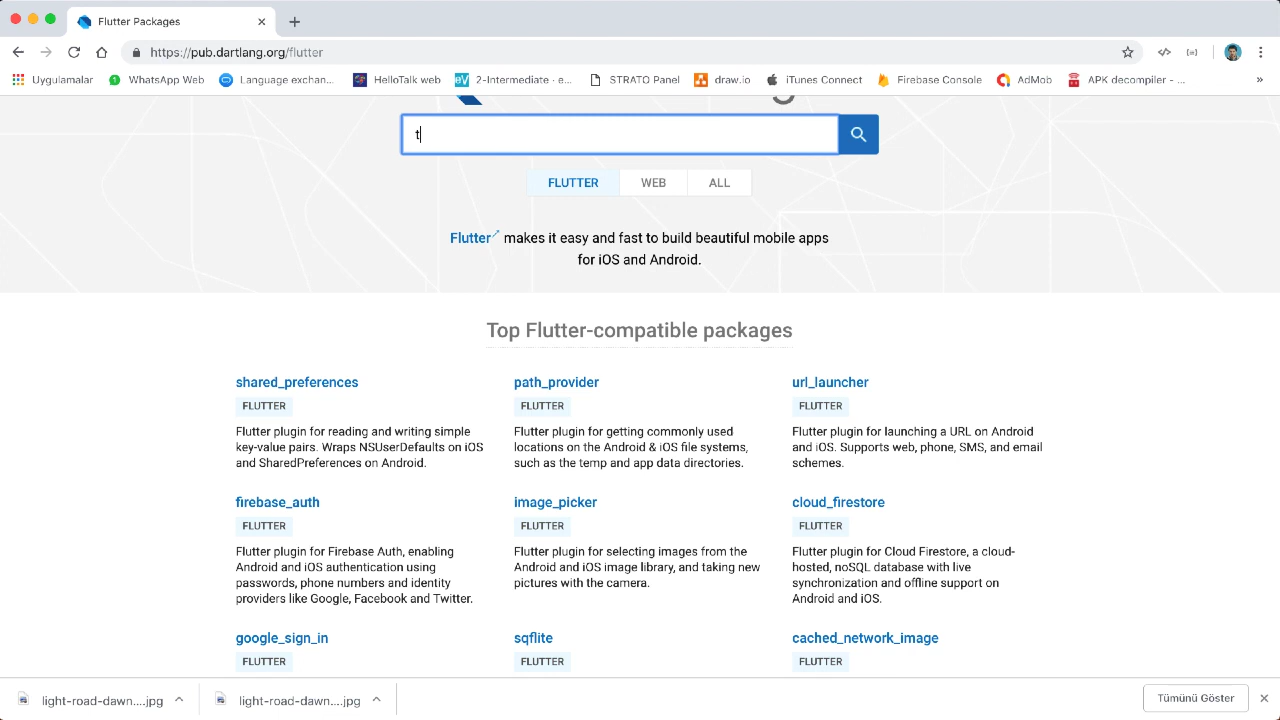 Flutter Packages
https://pub.dartlang.org/flutter
Uygulamalar
WhatsApp Web
Language exchan...
HelloTalk web
2-Intermediate · e...
STRATO Panel
draw.io
iTunes Connect
Firebase Console
AdMob
APK decompiler - ...
»
t
FLUTTER
WEB
ALL
Flutter makes it easy and fast to build beautiful mobile apps
for iOS and Android.
Top Flutter-compatible packages
shared_preferences
FLUTTER
Flutter plugin for reading and writing simple
key-value pairs. Wraps NSUserDefaults on iOS
and SharedPreferences on Android.
path_provider
FLUTTER
Flutter plugin for getting commonly used
locations on the Android & iOS file systems,
such as the temp and app data directories.
url_launcher
FLUTTER
Flutter plugin for launching a URL on Android
and iOS. Supports web, phone, SMS, and email
schemes.
firebase_auth
FLUTTER
Flutter plugin for Firebase Auth, enabling
Android and iOS authentication using
passwords, phone numbers and identity
providers like Google, Facebook and Twitter.
image_picker
FLUTTER
Flutter plugin for selecting images from the
Android and iOS image library, and taking new
pictures with the camera.
cloud_firestore
FLUTTER
Flutter plugin for Cloud Firestore, a cloud-
hosted, noSQL database with live
synchronization and offline support on
Android and iOS.
google_sign_in
FLUTTER
sqflite
FLUTTER
cached_network_image
FLUTTER
light-road-dawn....jpg
light-road-dawn....jpg
Tümünü Göster